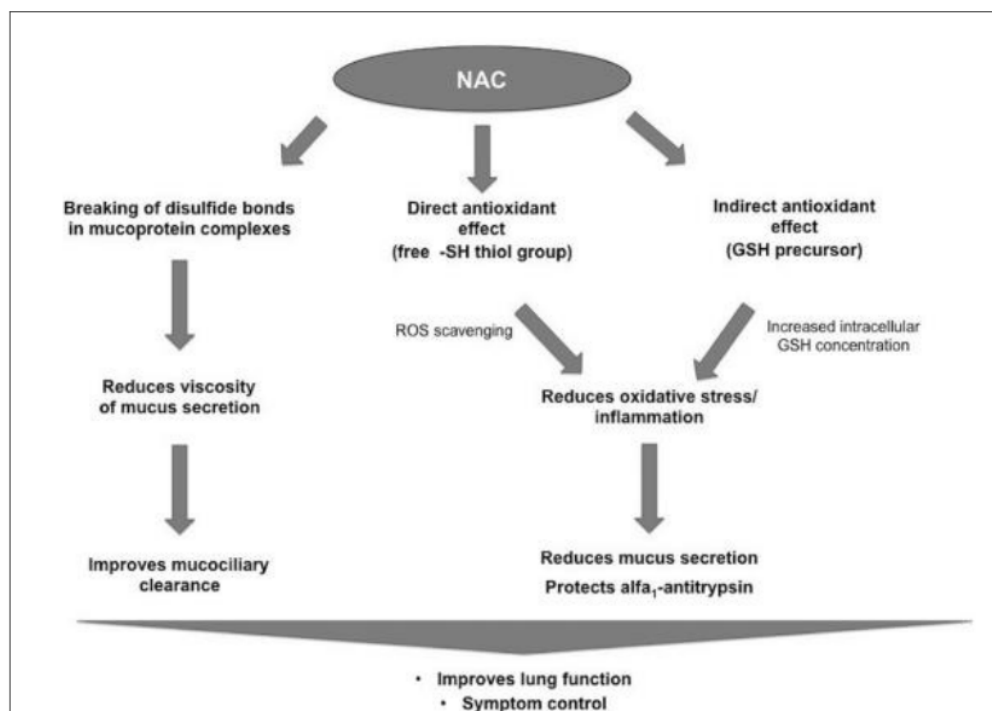 NAC
Breaking of disulfide bonds
in mucoprotein complexes
Direct antioxidant
effect
(free -SH thiol group)
Indirect antioxidant
effect
(GSH precursor)
ROS scavenging
Increased intracellular
GSH concentration
Reduces viscosity
of mucus secretion
Reduces oxidative stress/
inflammation
Improves mucociliary
clearance
Reduces mucus secretion
Protects alfa₁-antitrypsin
• Improves lung function
• Symptom control